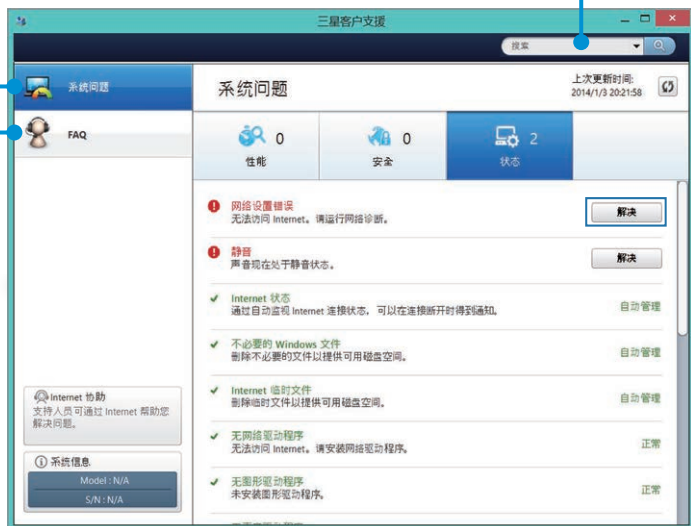 三星客户支援
搜索
系统问题
FAQ
系统问题
上次更新时间:
2014/1/3 20:21:58
0
性能
0
安全
2
状态
网络设置错误
无法访问 Internet。请运行网络诊断。
解决
静音
声音现在处于静音状态。
解决
Internet 状态
通过自动监视 Internet 连接状态，可以在连接断开时得到通知。
自动管理
不必要的 Windows 文件
删除不必要的文件以提供可用磁盘空间。
自动管理
Internet 临时文件
删除临时文件以提供可用磁盘空间。
自动管理
无网络驱动程序
无法访问 Internet。请安装网络驱动程序。
正常
无图形驱动程序
未安装图形驱动程序。
正常
Internet 协助
支持人员可通过 Internet 帮助您
解决问题。
系统信息
Model : N/A
S/N : N/A